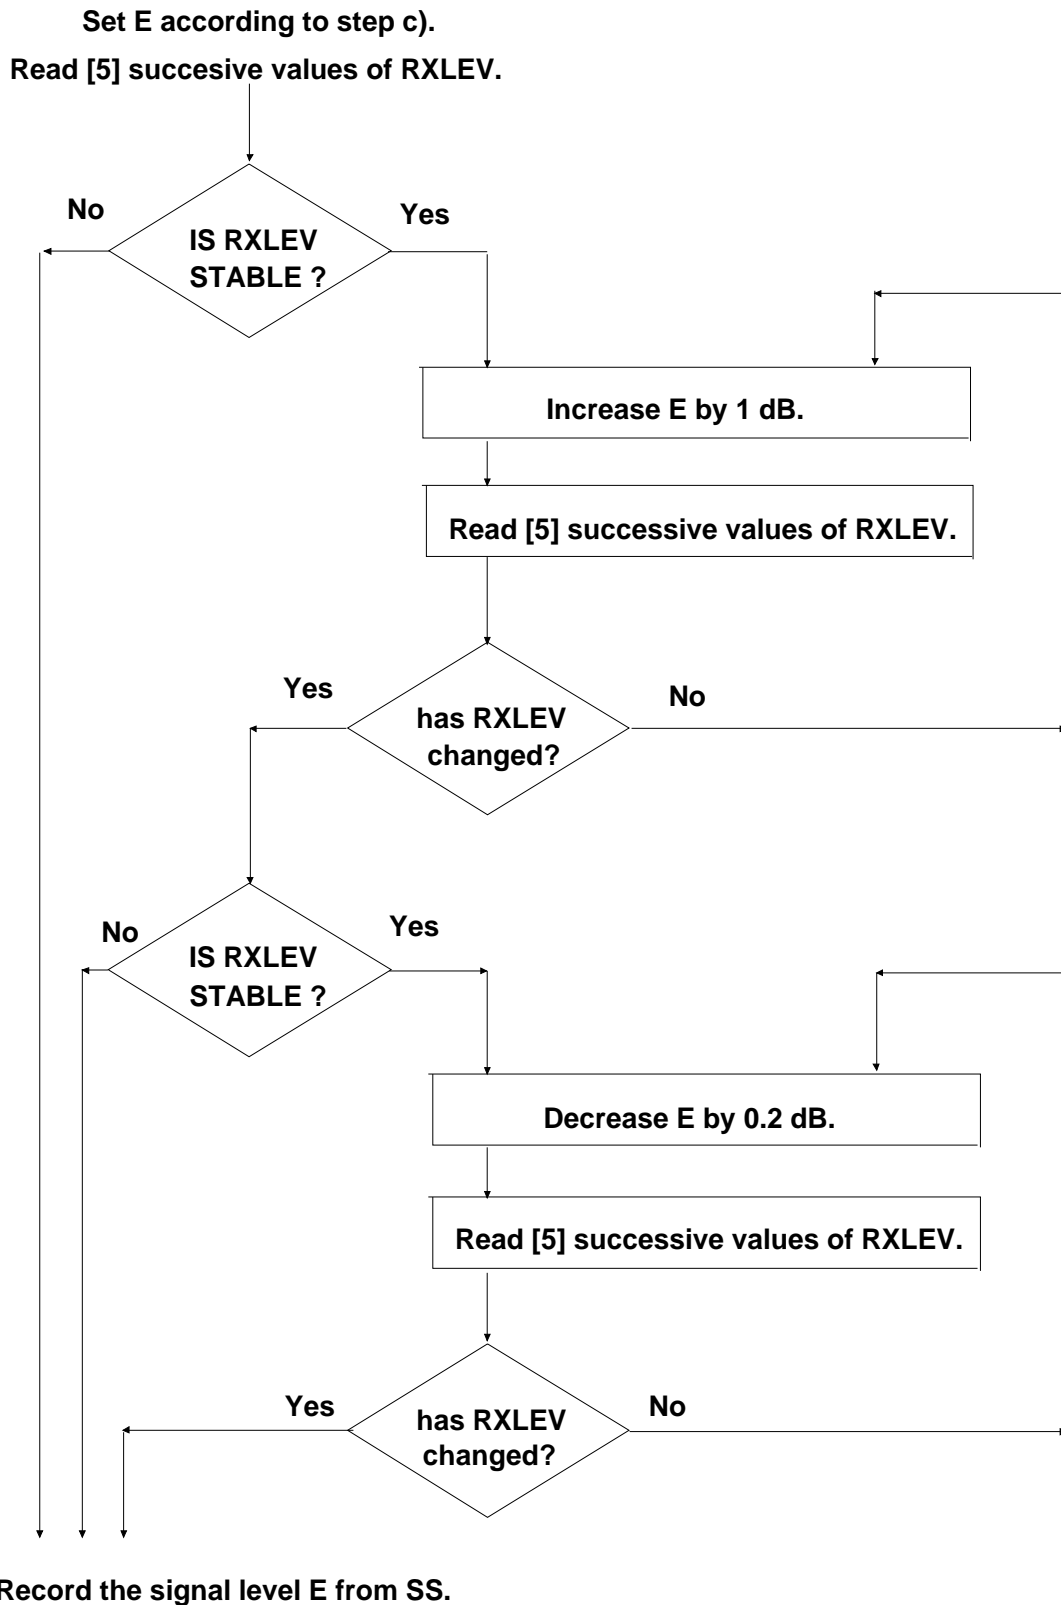 Set E according to step c).
Read [5] succesive values of RXLEV.
No
Yes
IS RXLEV
STABLE ?
Increase E by 1 dB.
Read [5] successive values of RXLEV.
Yes
No
has RXLEV
changed?
No
Yes
IS RXLEV
STABLE ?
Decrease E by 0.2 dB.
Read [5] successive values of RXLEV.
Yes
No
has RXLEV
changed?
Record the signal level E from SS.